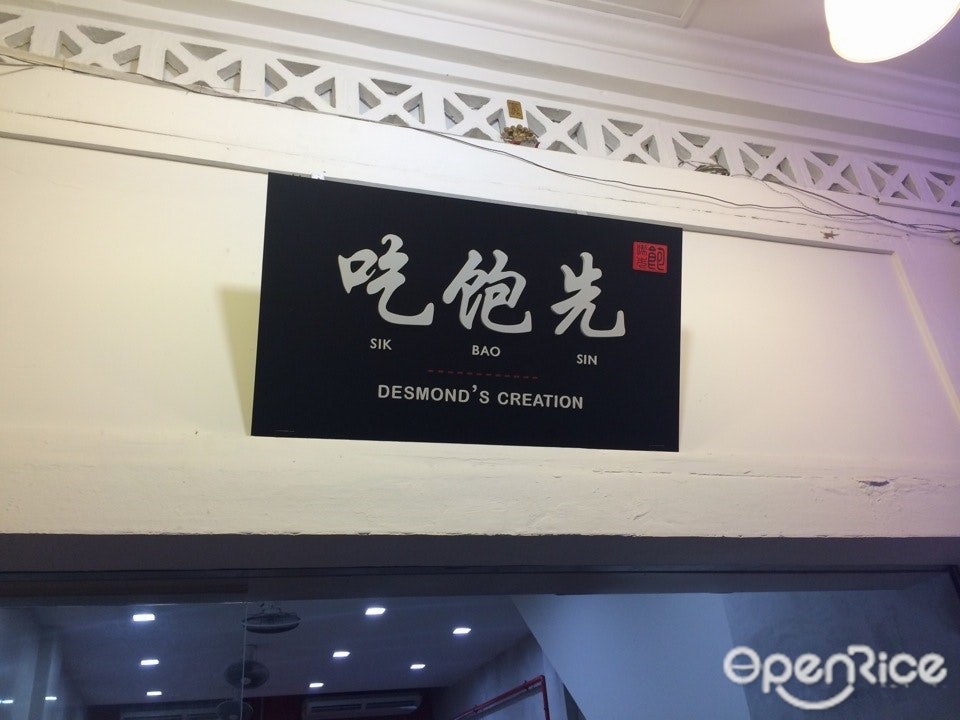 吃饱先
SIK BAO SIN
DESMOND'S CREATION
OPENRICE